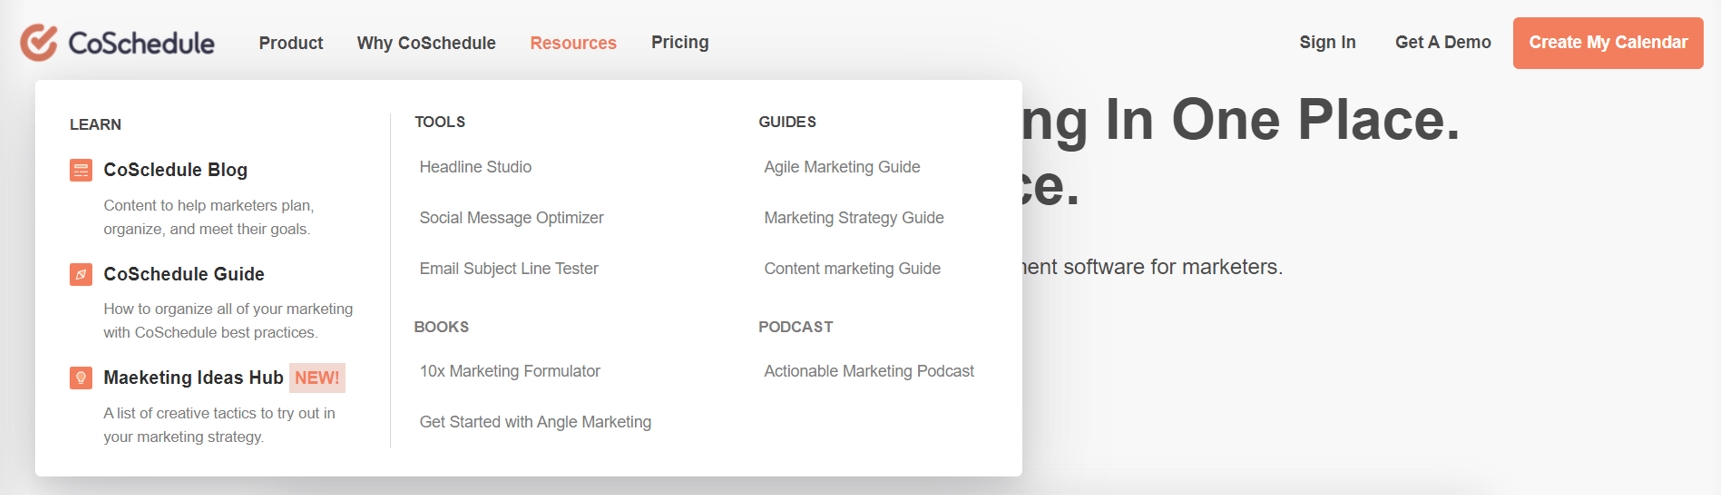 CoSchedule
Product
Why CoSchedule
Resources
Pricing
Sign In
Get A Demo
Create My Calendar
ng In One Place.
ce.
ent software for marketers.
LEARN
CoScledule Blog
Content to help marketers plan,
organize, and meet their goals.
CoSchedule Guide
How to organize all of your marketing
with CoSchedule best practices.
Maeketing Ideas Hub NEW!
A list of creative tactics to try out in
your marketing strategy.
TOOLS
Headline Studio
Social Message Optimizer
Email Subject Line Tester
BOOKS
10x Marketing Formulator
Get Started with Angle Marketing
GUIDES
Agile Marketing Guide
Marketing Strategy Guide
Content marketing Guide
PODCAST
Actionable Marketing Podcast